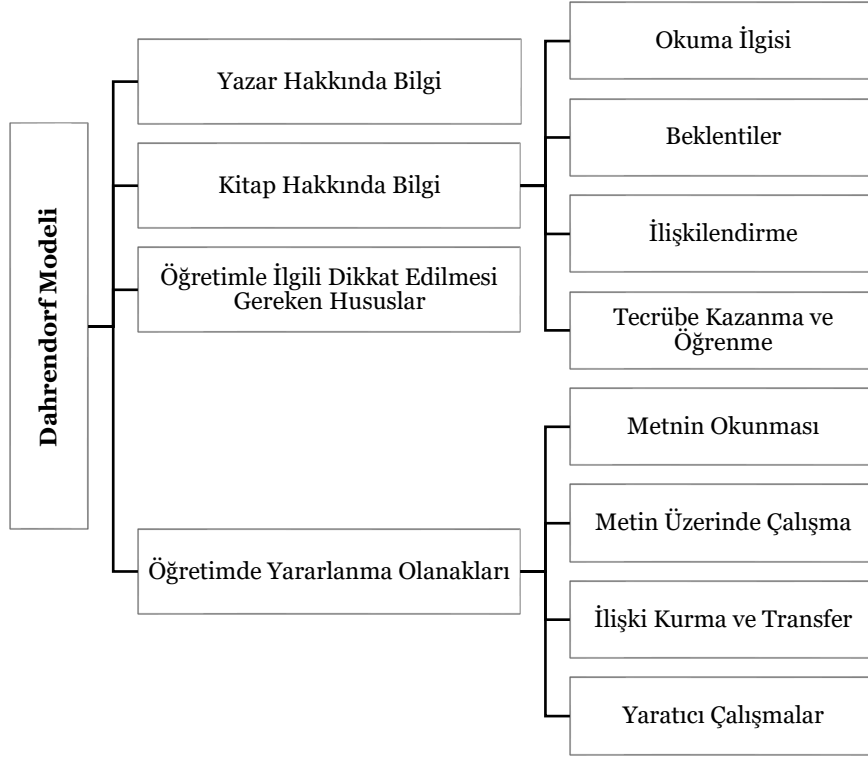 Dahrendorf Modeli
Yazar Hakkında Bilgi
Kitap Hakkında Bilgi
Okuma İlgisi
Beklentiler
İlişkilendirme
Tecrübe Kazanma ve
Öğrenme
Öğretimle İlgili Dikkat Edilmesi
Gereken Hususlar
Öğretimde Yararlanma Olanakları
Metnin Okunması
Metin Üzerinde Çalışma
İlişki Kurma ve Transfer
Yaratıcı Çalışmalar